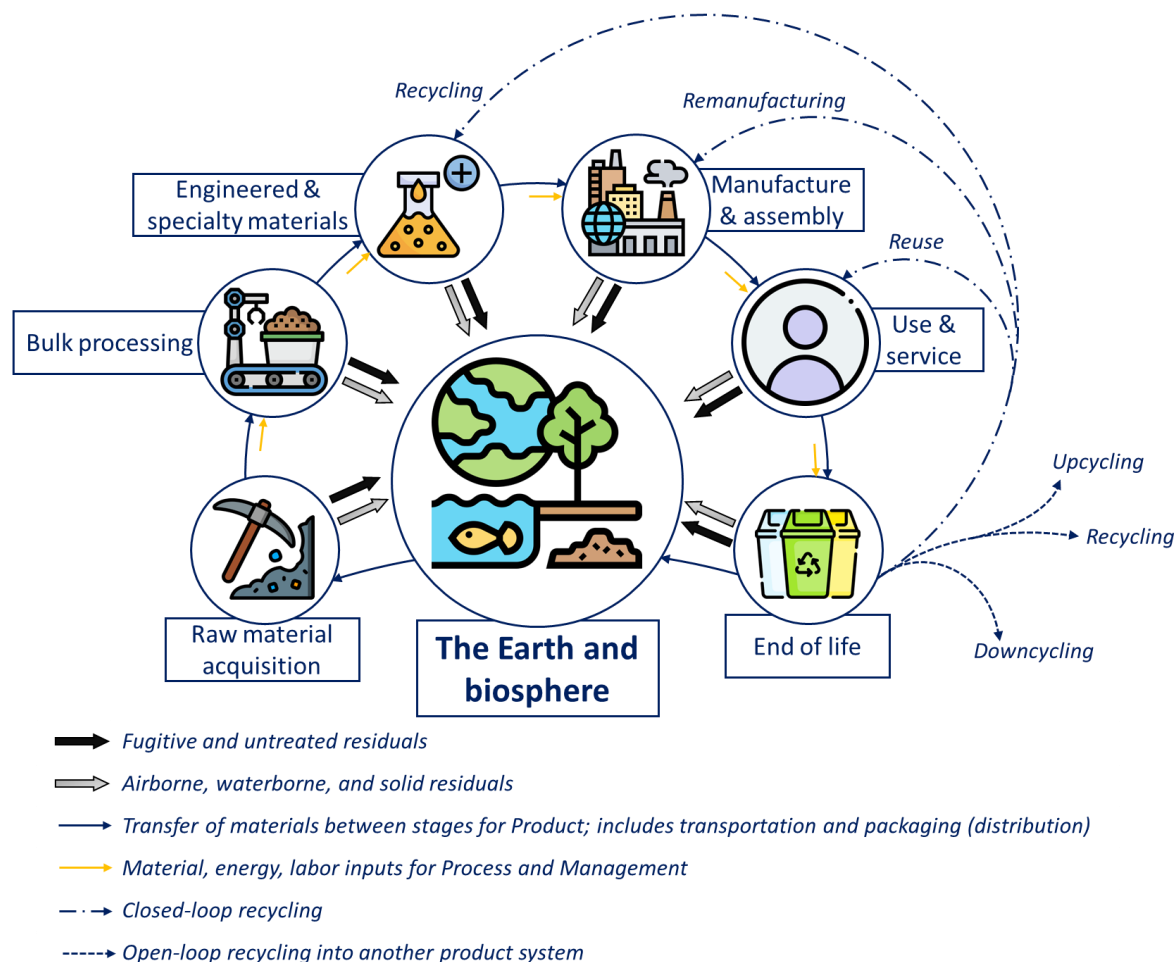 Recycling
Remanufacturing
Engineered &
specialty materials
Manufacture
& assembly
Reuse
Bulk processing
Use &
service
Upcycling
Recycling
Raw material
acquisition
The Earth and
biosphere
End of life
Downcycling
Fugitive and untreated residuals
Airborne, waterborne, and solid residuals
Transfer of materials between stages for Product; includes transportation and packaging (distribution)
Material, energy, labor inputs for Process and Management
Closed-loop recycling
Open-loop recycling into another product system